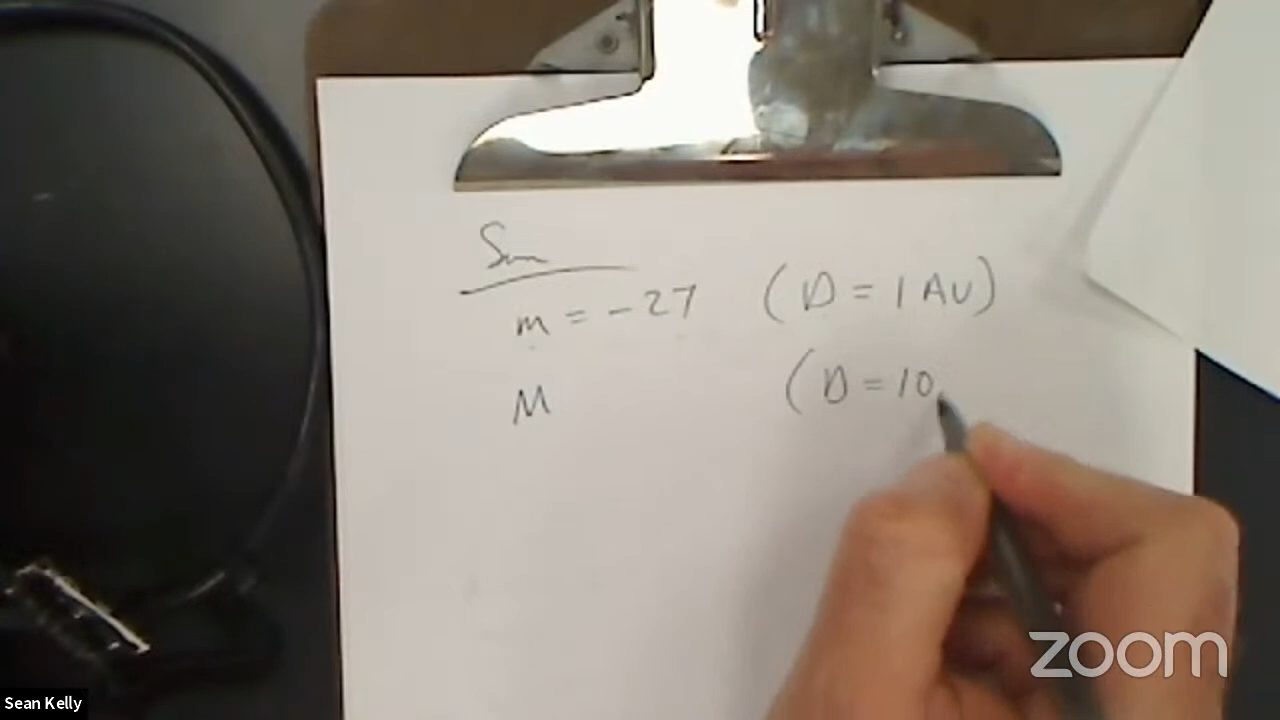 Sun
m = -27 (D = 1 AU)
M (D = 10
zoom
Sean Kelly